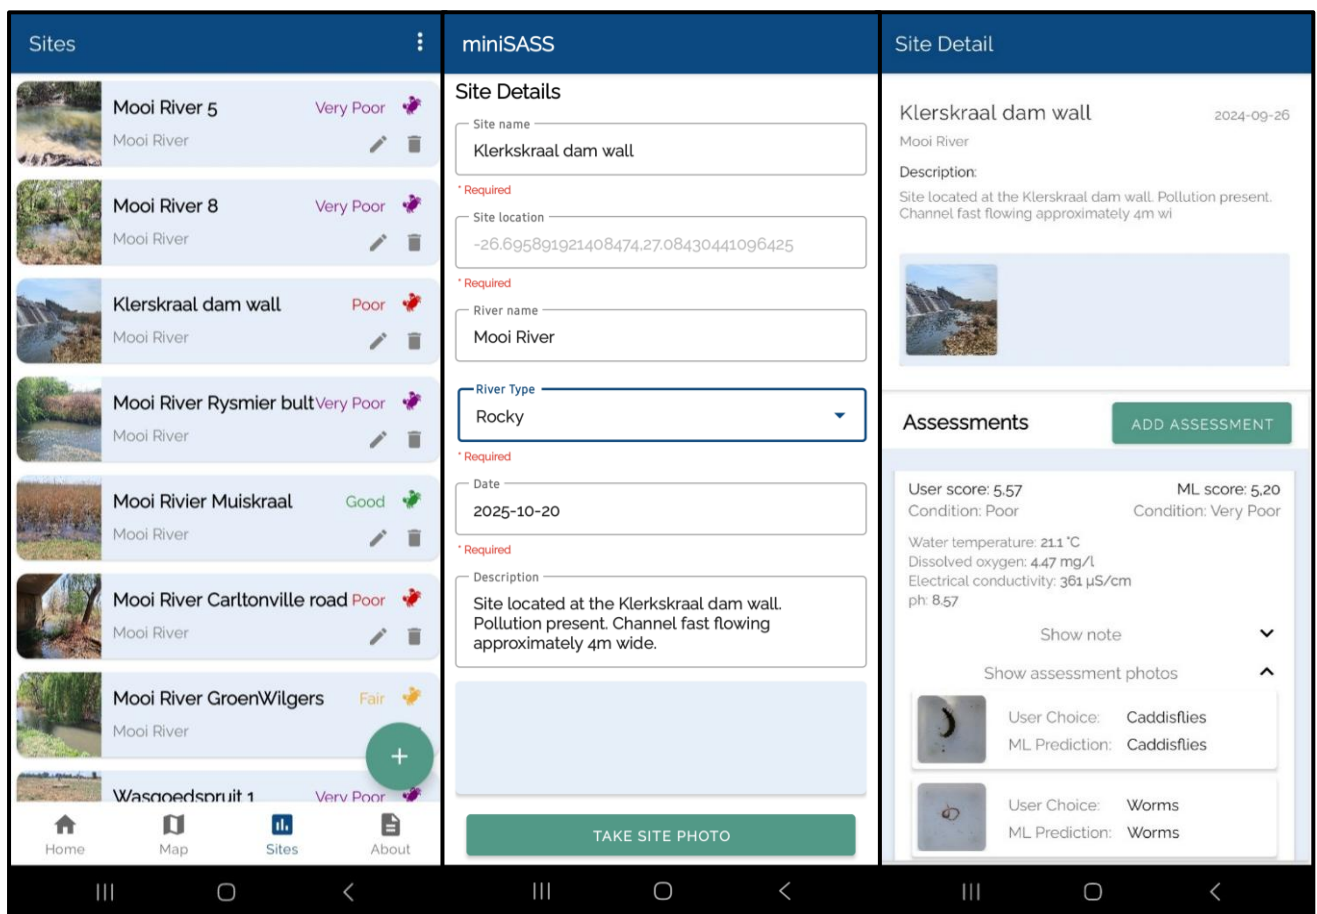 Sites
Mooi River 5
Very Poor
Mooi River
Mooi River 8
Very Poor
Mooi River
Klerskraal dam wall
Poor
Mooi River
Mooi River Rysmier bult
Very Poor
Mooi River
Mooi Rivier Muiskraal
Good
Mooi River
Mooi River Carltonville road
Poor
Mooi River
Mooi River GroenWilgers
Fair
Mooi River
+
Wasgoedspruit 1
Very Poor
Home
Map
Sites
About
miniSASS
Site Details
Site name
Klerkskraal dam wall
* Required
Site location
-26.695891921408474,27.08430441096425
* Required
River name
Mooi River
River Type
Rocky
* Required
Date
2025-10-20
* Required
Description
Site located at the Klerkskraal dam wall.
Pollution present. Channel fast flowing
approximately 4m wide.
TAKE SITE PHOTO
Site Detail
Klerskraal dam wall
2024-09-26
Mooi River
Description:
Site located at the Klerskraal dam wall. Pollution present.
Channel fast flowing approximately 4m wi
Assessments
ADD ASSESSMENT
User score: 5,57
ML score: 5,20
Condition: Poor
Condition: Very Poor
Water temperature: 21.1 °C
Dissolved oxygen: 4.47 mg/l
Electrical conductivity: 361 µS/cm
ph: 8.57
Show note
Show assessment photos
User Choice: Caddisflies
ML Prediction: Caddisflies
User Choice: Worms
ML Prediction: Worms